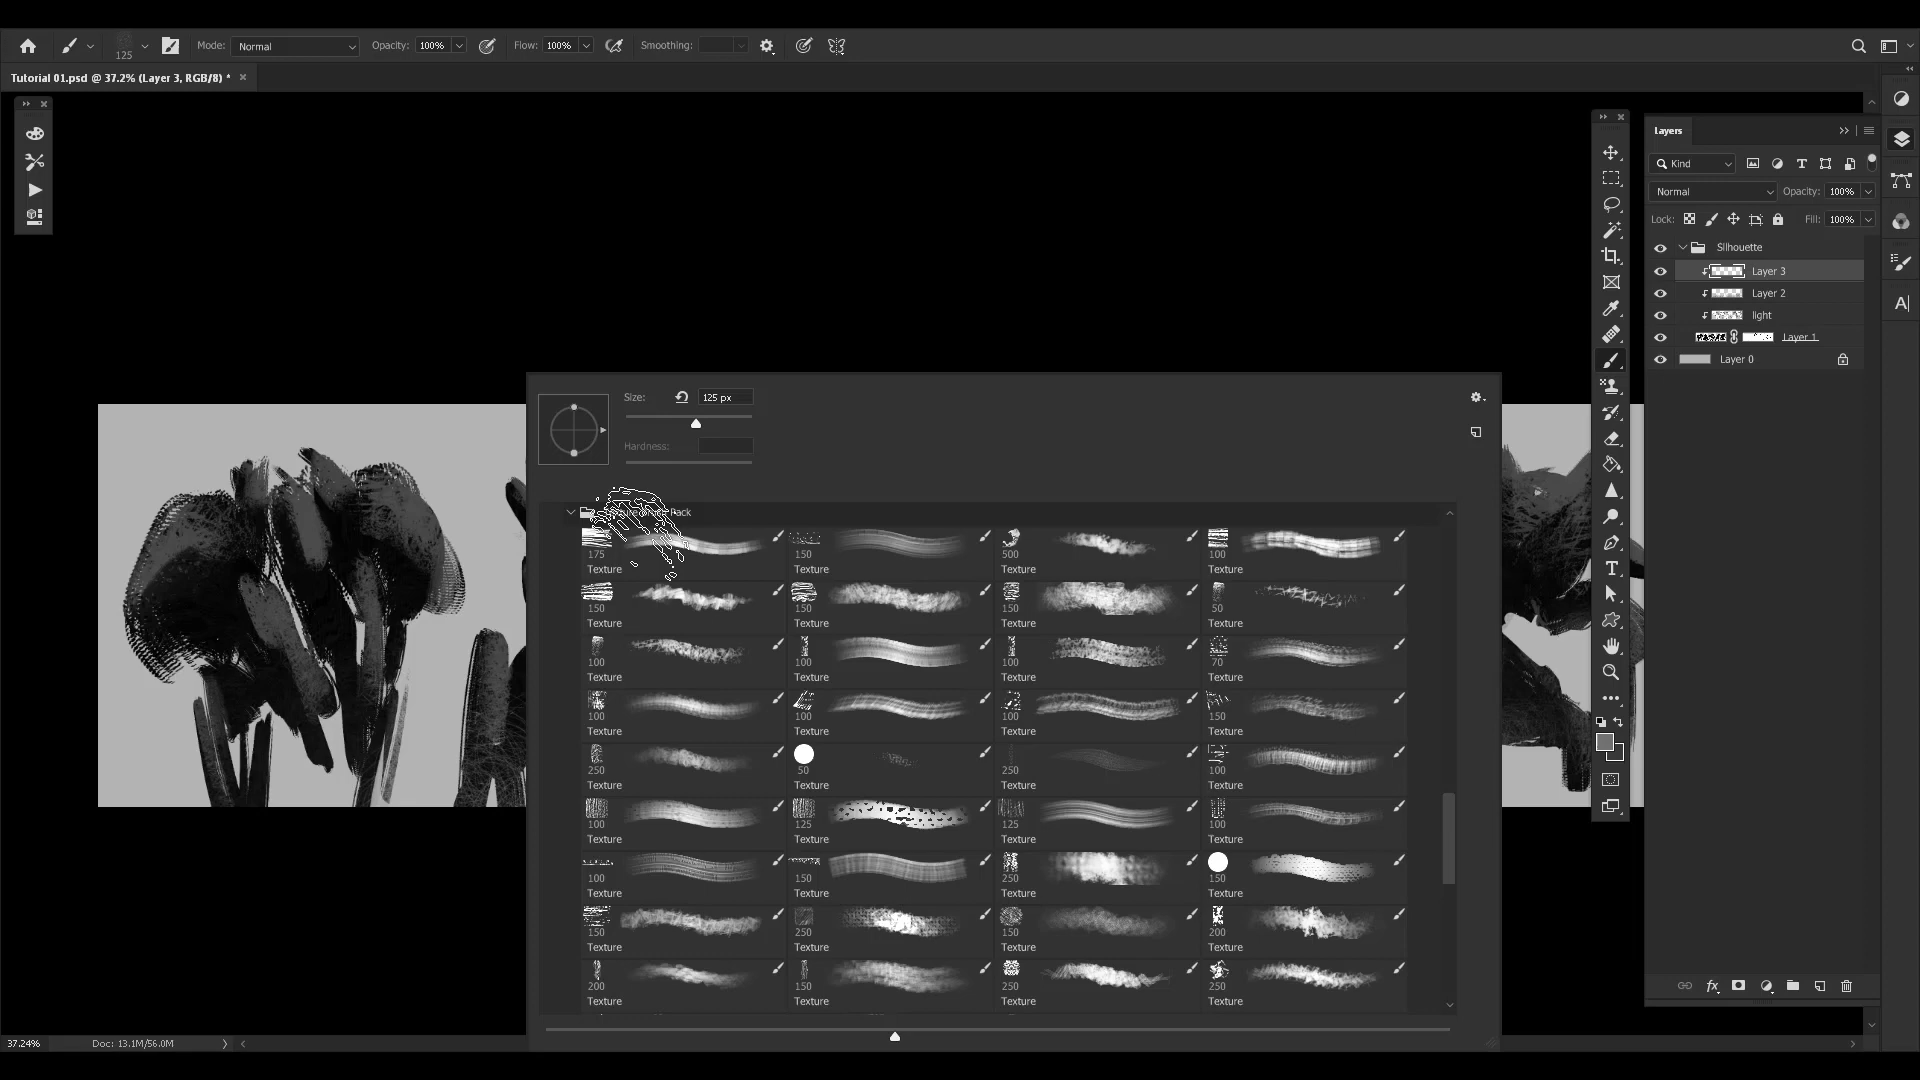 125
Mode: Normal
Opacity: 100%
Flow: 100%
Smoothing:
Tutorial 01.psd @ 37.2% (Layer 3, RGB/8) *
Size: 125 px
Hardness:
Pack
175 150 500 100
Texture Texture Texture Texture
150 150 150 50
Texture Texture Texture Texture
100 100 100 70
Texture Texture Texture Texture
100 100 100 150
Texture Texture Texture Texture
250 50 250 100
Texture Texture Texture Texture
100 125 125 100
Texture Texture Texture Texture
100 150 250 150
Texture Texture Texture Texture
150 250 150 200
Texture Texture Texture Texture
200 150 250 250
Texture Texture Texture Texture
Layers
Kind
Normal Opacity: 100%
Lock: Fill: 100%
Silhouette
Layer 3
Layer 2
light
Layer 1
Layer 0
37.24% Doc: 13.1M/56.0M